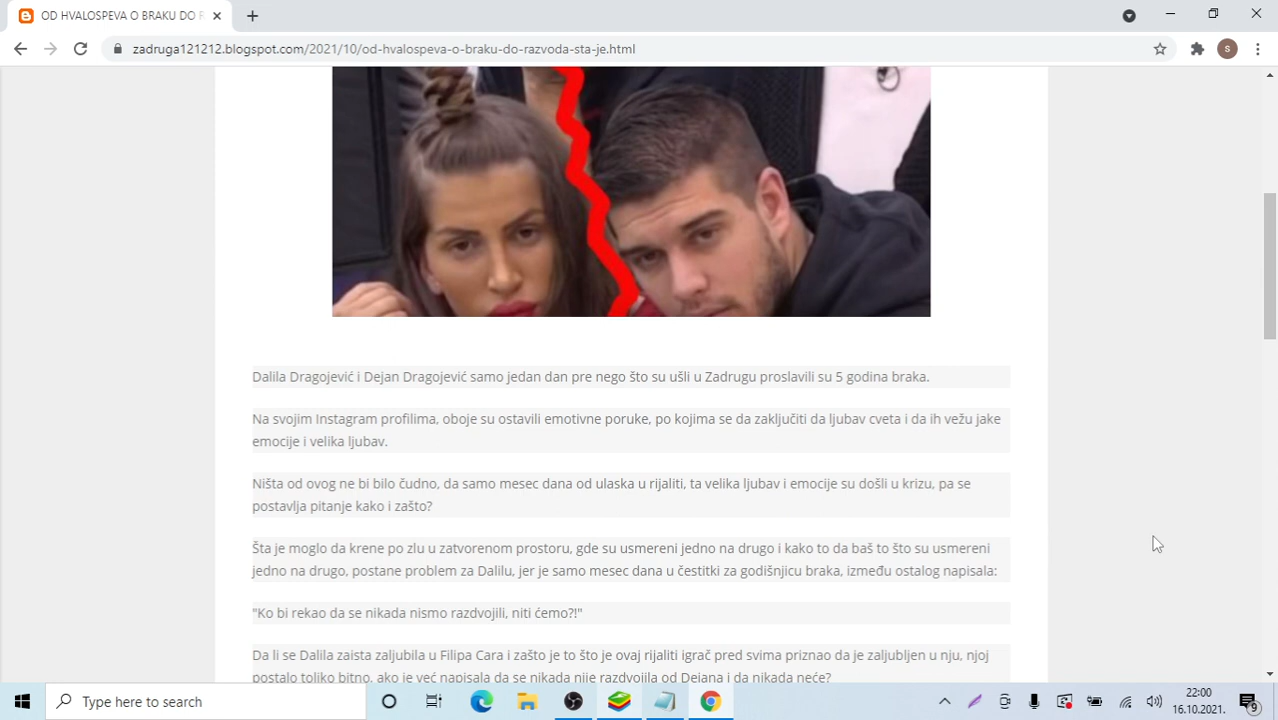 OD HVALOSPEVA O BRAKU DO R
zadruga121212.blogspot.com/2021/10/od-hvalospeva-o-braku-do-razvoda-sta-je.html
S
Dalila Dragojević i Dejan Dragojević samo jedan dan pre nego što su ušli u Zadrugu proslavili su 5 godina braka.
Na svojim Instagram profilima, oboje su ostavili emotivne poruke, po kojima se da zaključiti da ljubav cveta i da ih vežu jake
emocije i velika ljubav.
Ništa od ovog ne bi bilo čudno, da samo mesec dana od ulaska u rijaliti, ta velika ljubav i emocije su došli u krizu, pa se
postavlja pitanje kako i zašto?
Šta je moglo da krene po zlu u zatvorenom prostoru, gde su usmereni jedno na drugo i kako to da baš to što su usmereni
jedno na drugo, postane problem za Dalilu, jer je samo mesec dana u čestitki za godišnjicu braka, između ostalog napisala:
"Ko bi rekao da se nikada nismo razdvojili, niti ćemo?!"
Da li se Dalila zaista zaljubila u Filipa Cara i zašto je to što je ovaj rijaliti igrač pred svima priznao da je zaljubljen u nju, njoj
postalo toliko bitno, ako je već napisala da se nikada nije razdvojila od Dejana i da nikada neće?
Type here to search
22:00
16.10.2021.
9